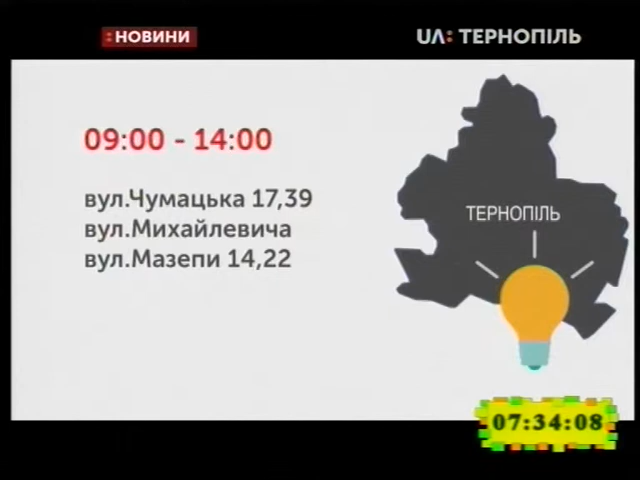 :НОВИНИ
UA: ТЕРНОПІЛЬ
09:00 - 14:00
вул.Чумацька 17,39
вул.Михайлевича
вул.Мазепи 14,22
ТЕРНОПІЛЬ
07:34:08